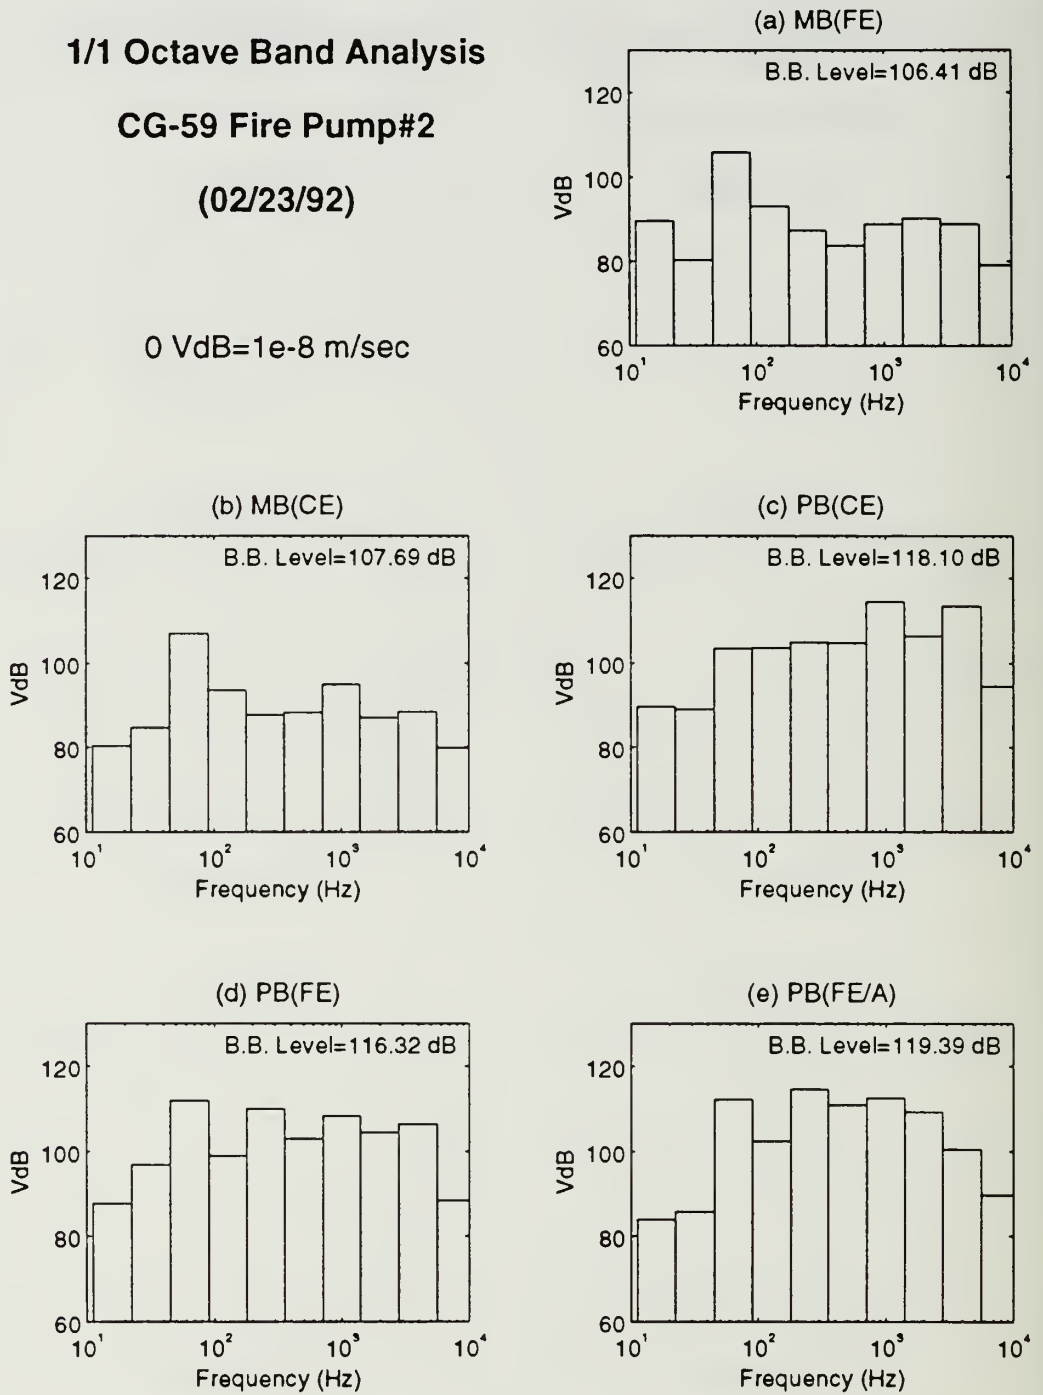 1/1 Octave Band Analysis
CG-59 Fire Pump#2
(02/23/92)
0 VdB=1e-8 m/sec
(a) MB(FE)
B.B. Level=106.41 dB
120
100
80
60
VdB
10¹ 10² 10³ 10⁴
Frequency (Hz)
(b) MB(CE)
B.B. Level=107.69 dB
120
100
80
60
VdB
10¹ 10² 10³ 10⁴
Frequency (Hz)
(c) PB(CE)
B.B. Level=118.10 dB
120
100
80
60
VdB
10¹ 10² 10³ 10⁴
Frequency (Hz)
(d) PB(FE)
B.B. Level=116.32 dB
120
100
80
60
VdB
10¹ 10² 10³ 10⁴
Frequency (Hz)
(e) PB(FE/A)
B.B. Level=119.39 dB
120
100
80
60
VdB
10¹ 10² 10³ 10⁴
Frequency (Hz)